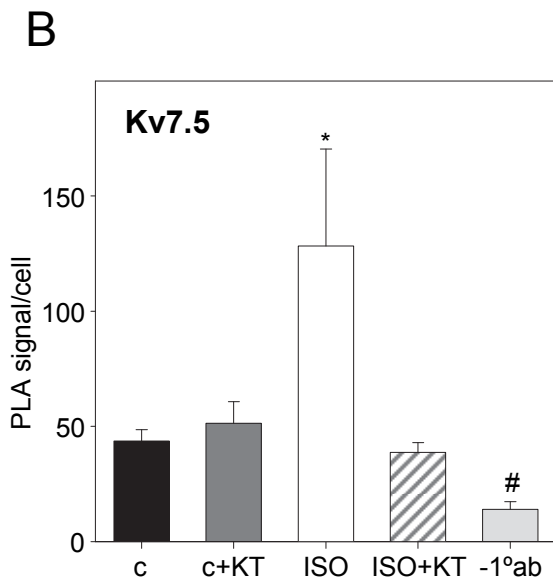 B
Kv7.5
*
150
100
50
0
PLA signal/cell
#
c c+KT ISO ISO+KT -1ºab